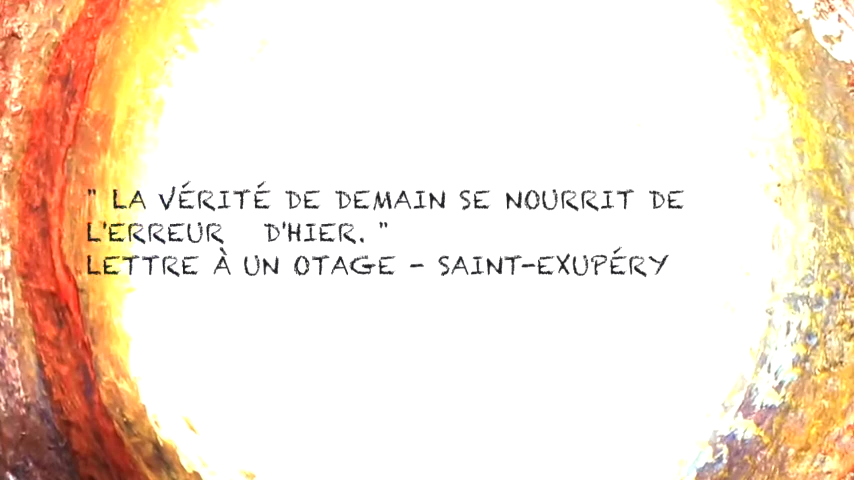 " LA VÉRITÉ DE DEMAIN SE NOURRIT DE
L'ERREUR D'HIER. "
LETTRE À UN OTAGE - SAINT-EXUPÉRY